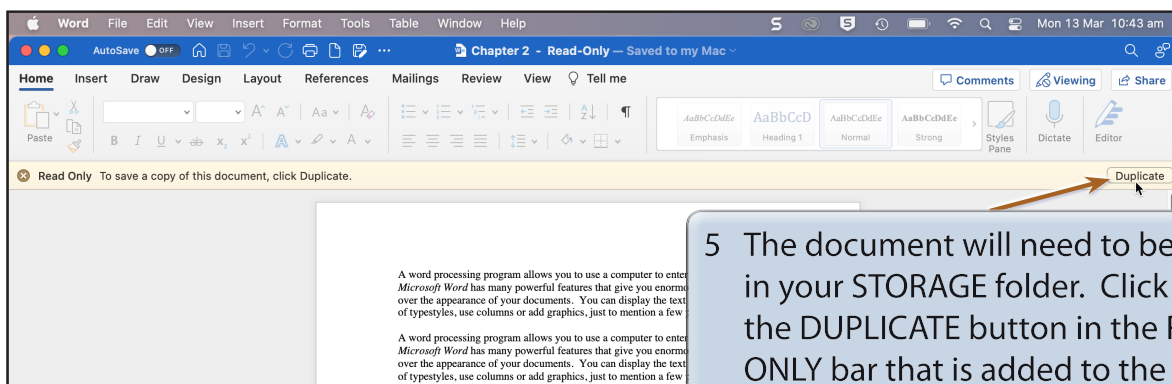 Word File Edit View Insert Format Tools Table Window Help Mon 13 Mar 10:43 am
AutoSave OFF Chapter 2 - Read-Only — Saved to my Mac
Home Insert Draw Design Layout References Mailings Review View Tell me Comments Viewing Share
Paste
B I U ab x₂ x² A A
A^ Aˇ Aa A
AaBbCcDdEe AaBbCcD AaBbCcDdEe AaBbCcDdEe
Emphasis Heading 1 Normal Strong Styles Pane Dictate Editor
Read Only To save a copy of this document, click Duplicate. Duplicate
A word processing program allows you to use a computer to enter
Microsoft Word has many powerful features that give you
over the appearance of your documents. You can display the text
of typestyles, use columns or add graphics, just to mention a few
A word processing program allows you to use a computer to enter
Microsoft Word has many powerful features that give you
over the appearance of your documents. You can display the text
of typestyles, use columns or add graphics, just to mention a few
5 The document will need to be
in your STORAGE folder. Click
the DUPLICATE button in the
ONLY bar that is added to the